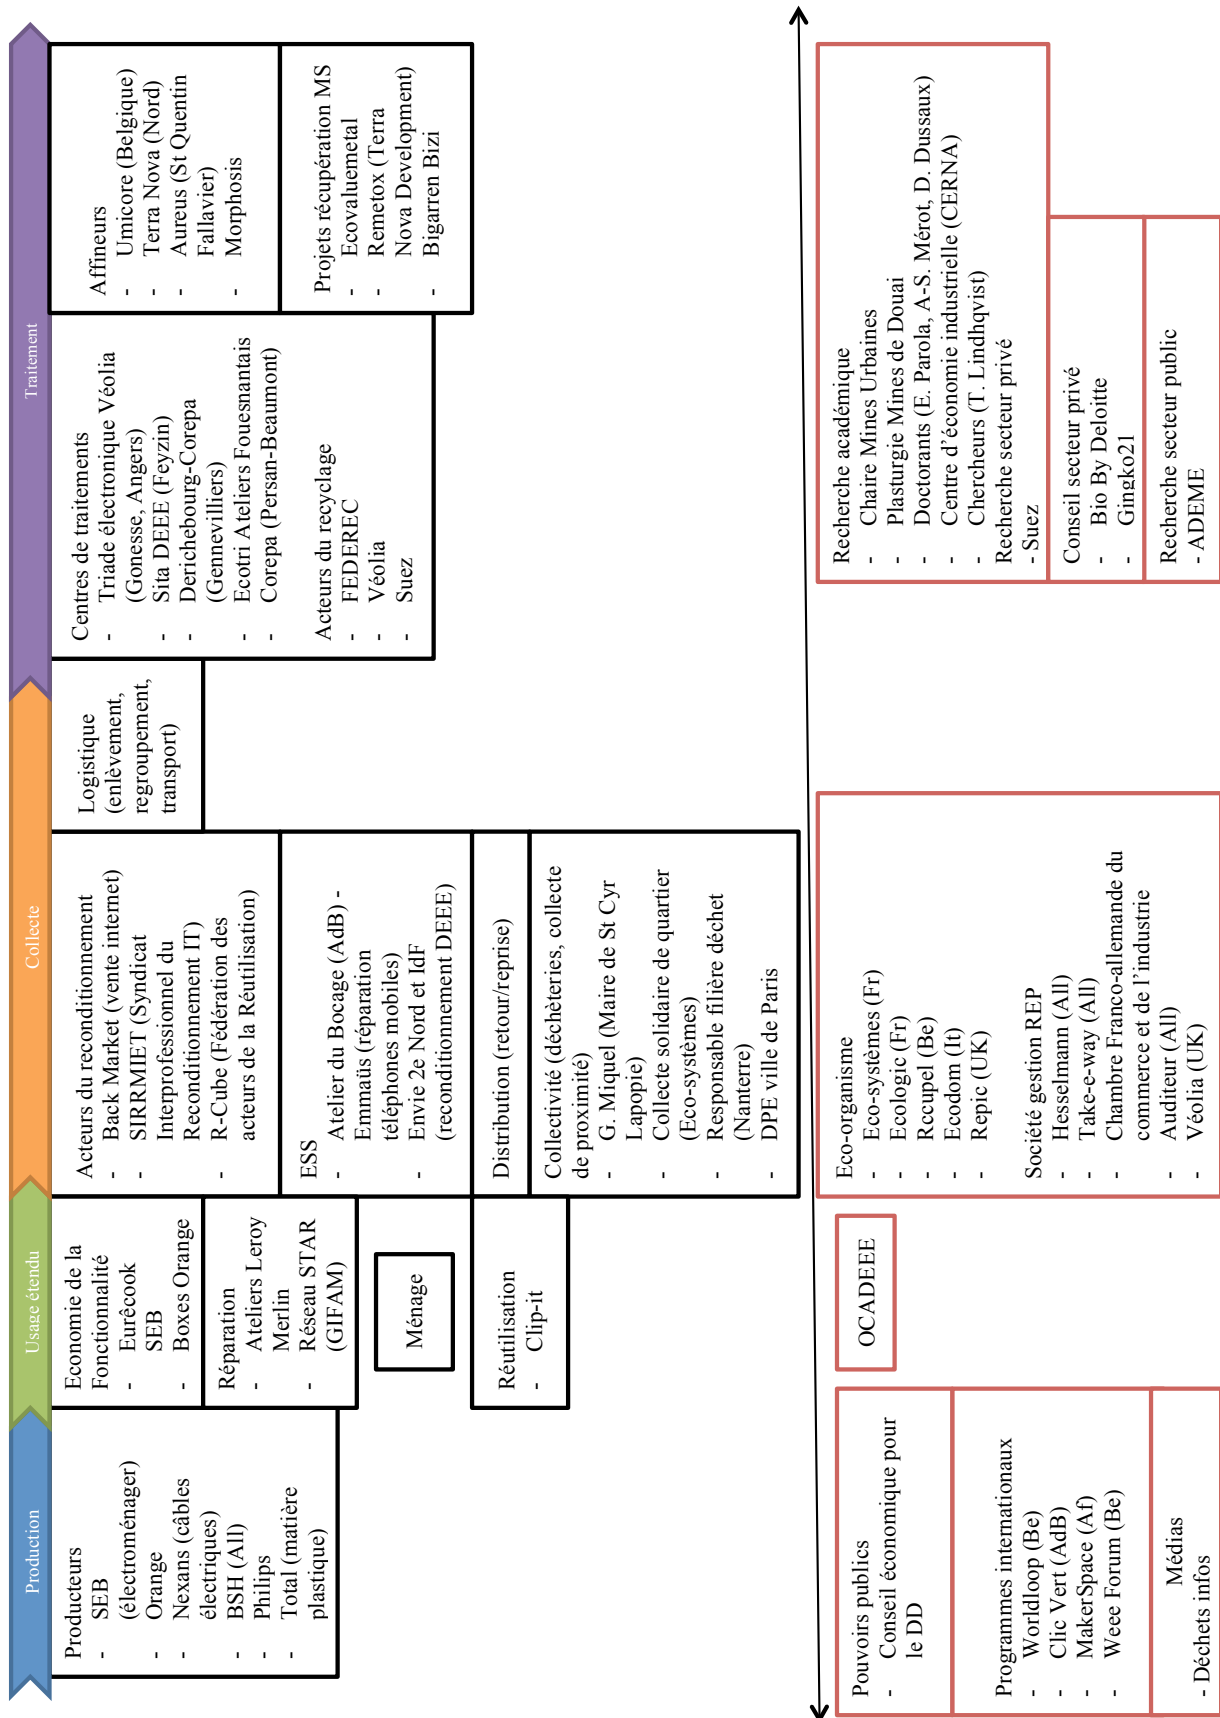 Production
Usage étendu
Collecte
Traitement
Producteurs
- SEB
(électroménager)
- Orange
- Nexans (câbles
électriques)
- BSH (All)
- Philips
- Total (matière
plastique)
Economie de la
Fonctionnalité
- Eurêcook
SEB
- Boxes Orange
Réparation
- Ateliers Leroy
Merlin
- Réseau STAR
(GIFAM)
Ménage
Réutilisation
- Clip-it
Acteurs du reconditionnement
- Back Market (vente internet)
- SIRRMIET (Syndicat
Interprofessionnel du
Reconditionnement IT)
- R-Cube (Fédération des
acteurs de la Réutilisation)
ESS
- Atelier du Bocage (AdB) -
Emmaüs (réparation
téléphones mobiles)
- Envie 2e Nord et IdF
(reconditionnement DEEE)
Distribution (retour/reprise)
Collectivité (déchèteries, collecte
de proximité)
- G. Miquel (Maire de St Cyr
Lapopie)
- Collecte solidaire de quartier
(Eco-systèmes)
- Responsable filière déchet
(Nanterre)
- DPE ville de Paris
Logistique
(enlèvement,
regroupement,
transport)
Centres de traitements
- Triade électronique Véolia
(Gonesse, Angers)
- Sita DEEE (Feyzin)
- Derichebourg-Corepa
(Gennevilliers)
- Ecotri Ateliers Fouesnantais
- Corepa (Persan-Beaumont)
Acteurs du recyclage
- FEDEREC
- Véolia
- Suez
Affineurs
- Umicore (Belgique)
- Terra Nova (Nord)
- Aureus (St Quentin
Fallavier)
- Morphosis
Projets récupération MS
- Ecovaluemetal
- Remetox (Terra
Nova Development)
- Bigarren Bizi
Pouvoirs publics
- Conseil économique pour
le DD
Programmes internationaux
- Worldloop (Be)
- Clic Vert (AdB)
- MakerSpace (Af)
- Weee Forum (Be)
Médias
- Déchets infos
OCADEEE
Eco-organisme
- Eco-systèmes (Fr)
- Ecologic (Fr)
- Rccupel (Be)
- Ecodom (It)
- Repic (UK)
Société gestion REP
- Hesselmann (All)
- Take-e-way (All)
- Chambre Franco-allemande du
commerce et de l'industrie
- Auditeur (All)
- Véolia (UK)
Recherche académique
- Chaire Mines Urbaines
- Plasturgie Mines de Douai
- Doctorants (E. Parola, A-S. Mérot, D. Dussaux)
- Centre d'économie industrielle (CERNA)
- Chercheurs (T. Lindhqvist)
Recherche secteur privé
- Suez
Conseil secteur privé
- Bio By Deloitte
- Gingko21
Recherche secteur public
- ADEME